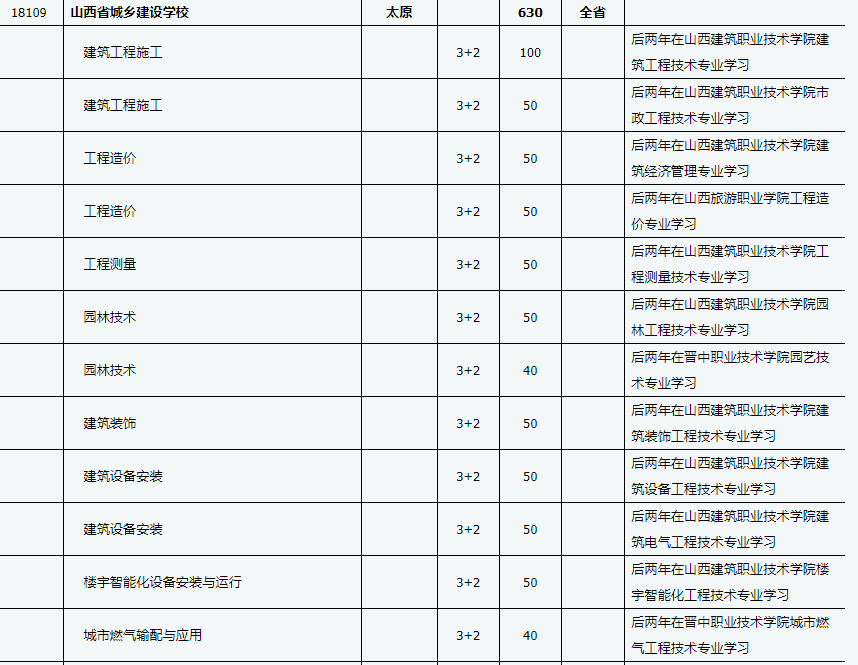 18109 山西省城乡建设学校 太原 630 全省
建筑工程施工 3+2 100 后两年在山西建筑职业技术学院建
筑工程技术专业学习
建筑工程施工 3+2 50 后两年在山西建筑职业技术学院市
政工程技术专业学习
工程造价 3+2 50 后两年在山西建筑职业技术学院建
筑经济管理专业学习
工程造价 3+2 50 后两年在山西旅游职业学院工程造
价专业学习
工程测量 3+2 50 后两年在山西建筑职业技术学院工
程测量技术专业学习
园林技术 3+2 50 后两年在山西建筑职业技术学院园
林工程技术专业学习
园林技术 3+2 40 后两年在晋中职业技术学院园艺技
术专业学习
建筑装饰 3+2 50 后两年在山西建筑职业技术学院建
筑装饰工程技术专业学习
建筑设备安装 3+2 50 后两年在山西建筑职业技术学院建
筑设备工程技术专业学习
建筑设备安装 3+2 50 后两年在山西建筑职业技术学院建
筑电气工程技术专业学习
楼宇智能化设备安装与运行 3+2 50 后两年在山西建筑职业技术学院楼
宇智能化工程技术专业学习
城市燃气输配与应用 3+2 40 后两年在晋中职业技术学院城市燃
气工程技术专业学习